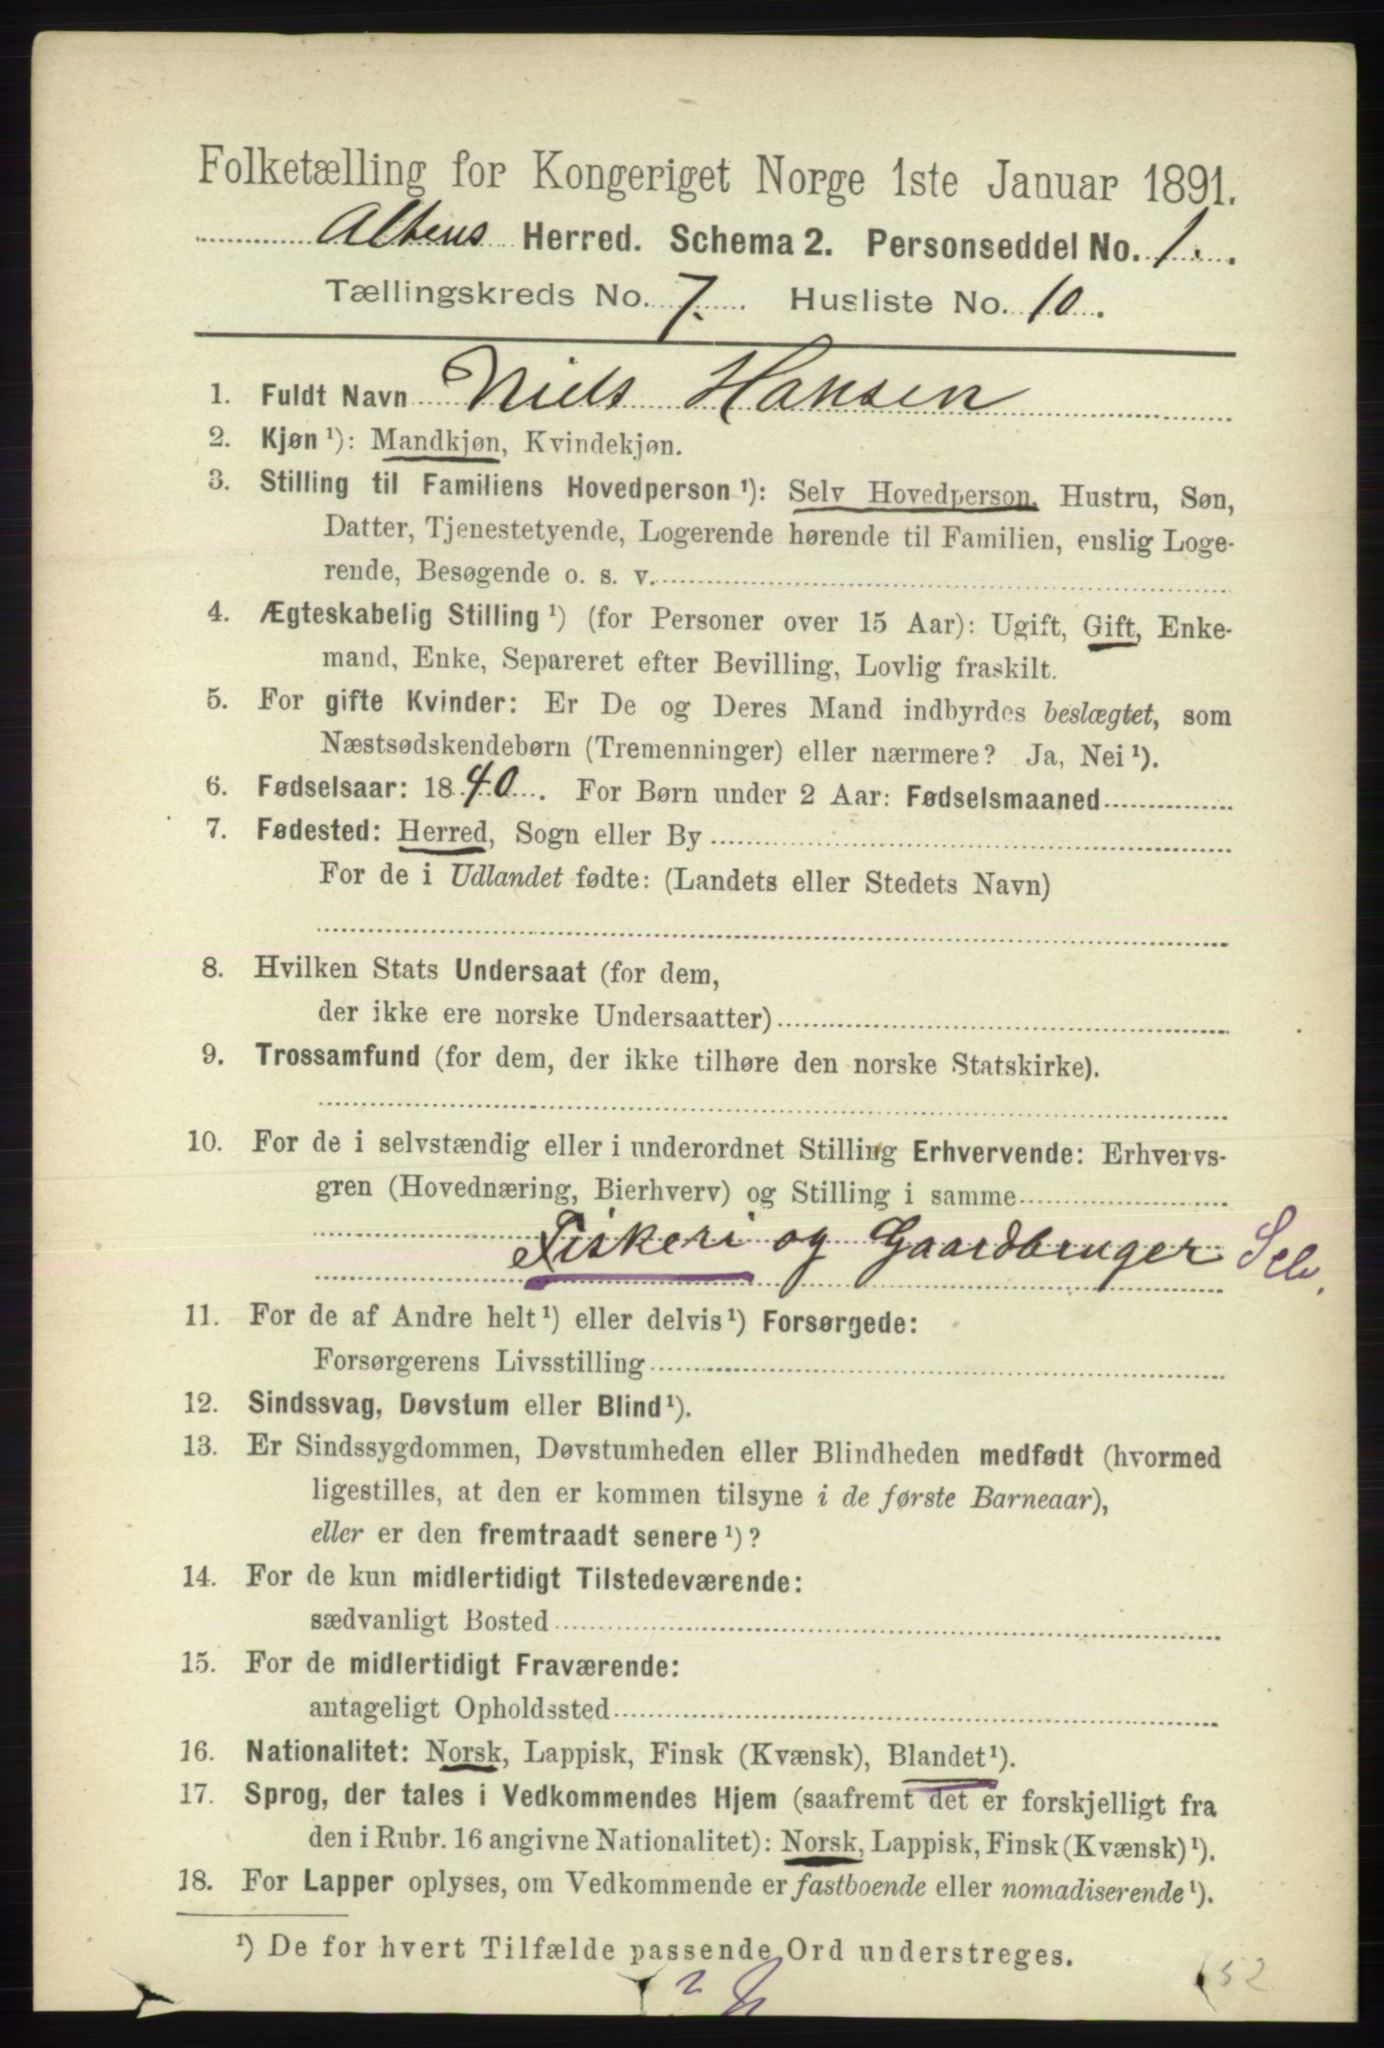 Folketælling for Kongeriget Norge 1ste Januar 1891.
Altens Herred. Schema 2. Personseddel No. 1.
Tællingskreds No. 7. Husliste No. 10.
1. Fuldt Navn Niels Hansen
2. Kjøn ¹): Mandkjøn, Kvindekjøn.
3. Stilling til Familiens Hovedperson ¹): Selv Hovedperson, Hustru, Søn,
Datter, Tjenestetyende, Logerende hørende til Familien, enslig Loge-
rende, Besøgende o. s. v.
4. Ægteskabelig Stilling ¹) (for Personer over 15 Aar): Ugift, Gift, Enke-
mand, Enke, Separeret efter Bevilling, Lovlig fraskilt.
5. For gifte Kvinder: Er De og Deres Mand indbyrdes beslægtet, som
Næstsødskendebørn (Tremenninger) eller nærmere? Ja, Nei ¹).
6. Fødselsaar: 1840. For Børn under 2 Aar: Fødselsmaaned
7. Fødested: Herred, Sogn eller By
For de i Udlandet fødte: (Landets eller Stedets Navn)
8. Hvilken Stats Undersaat (for dem,
der ikke ere norske Undersaatter)
9. Trossamfund (for dem, der ikke tilhøre den norske Statskirke).
10. For de i selvstændig eller i underordnet Stilling Erhvervende: Erhvervs-
gren (Hovednæring, Bierhverv) og Stilling i samme
Fiskeri og Gaardbruger Selv.
11. For de af Andre helt ¹) eller delvis ¹) Forsørgede:
Forsørgerens Livsstilling
12. Sindssvag, Døvstum eller Blind ¹).
13. Er Sindssygdommen, Døvstumheden eller Blindheden medfødt (hvormed
ligestilles, at den er kommen tilsyne i de første Barneaar),
eller er den fremtraadt senere ¹)?
14. For de kun midlertidigt Tilstedeværende:
sædvanligt Bosted
15. For de midlertidigt Fraværende:
antageligt Opholdssted
16. Nationalitet: Norsk, Lappisk, Finsk (Kvænsk), Blandet ¹).
17. Sprog, der tales i Vedkommendes Hjem (saafremt det er forskjelligt fra
den i Rubr. 16 angivne Nationalitet): Norsk, Lappisk, Finsk (Kvænsk) ¹).
18. For Lapper oplyses, om Vedkommende er fastboende eller nomadiserende ¹).
¹) De for hvert Tilfælde passende Ord understreges.
2
52